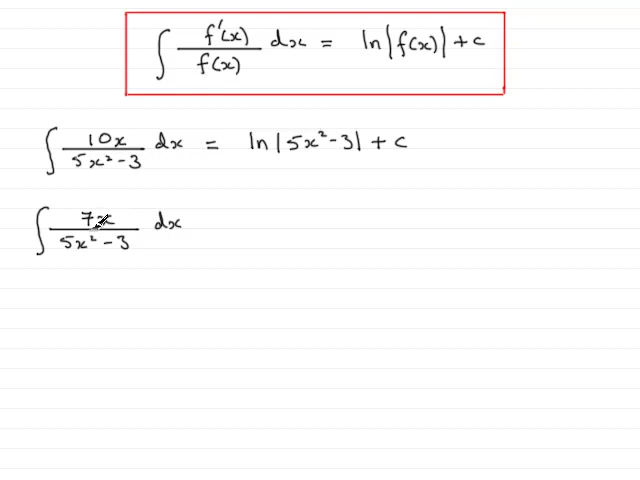 ∫ f'(x)/f(x) dx = ln|f(x)| + c
∫ 10x/5x² - 3 dx = ln|5x² - 3| + c
∫ 7x/5x² - 3 dx